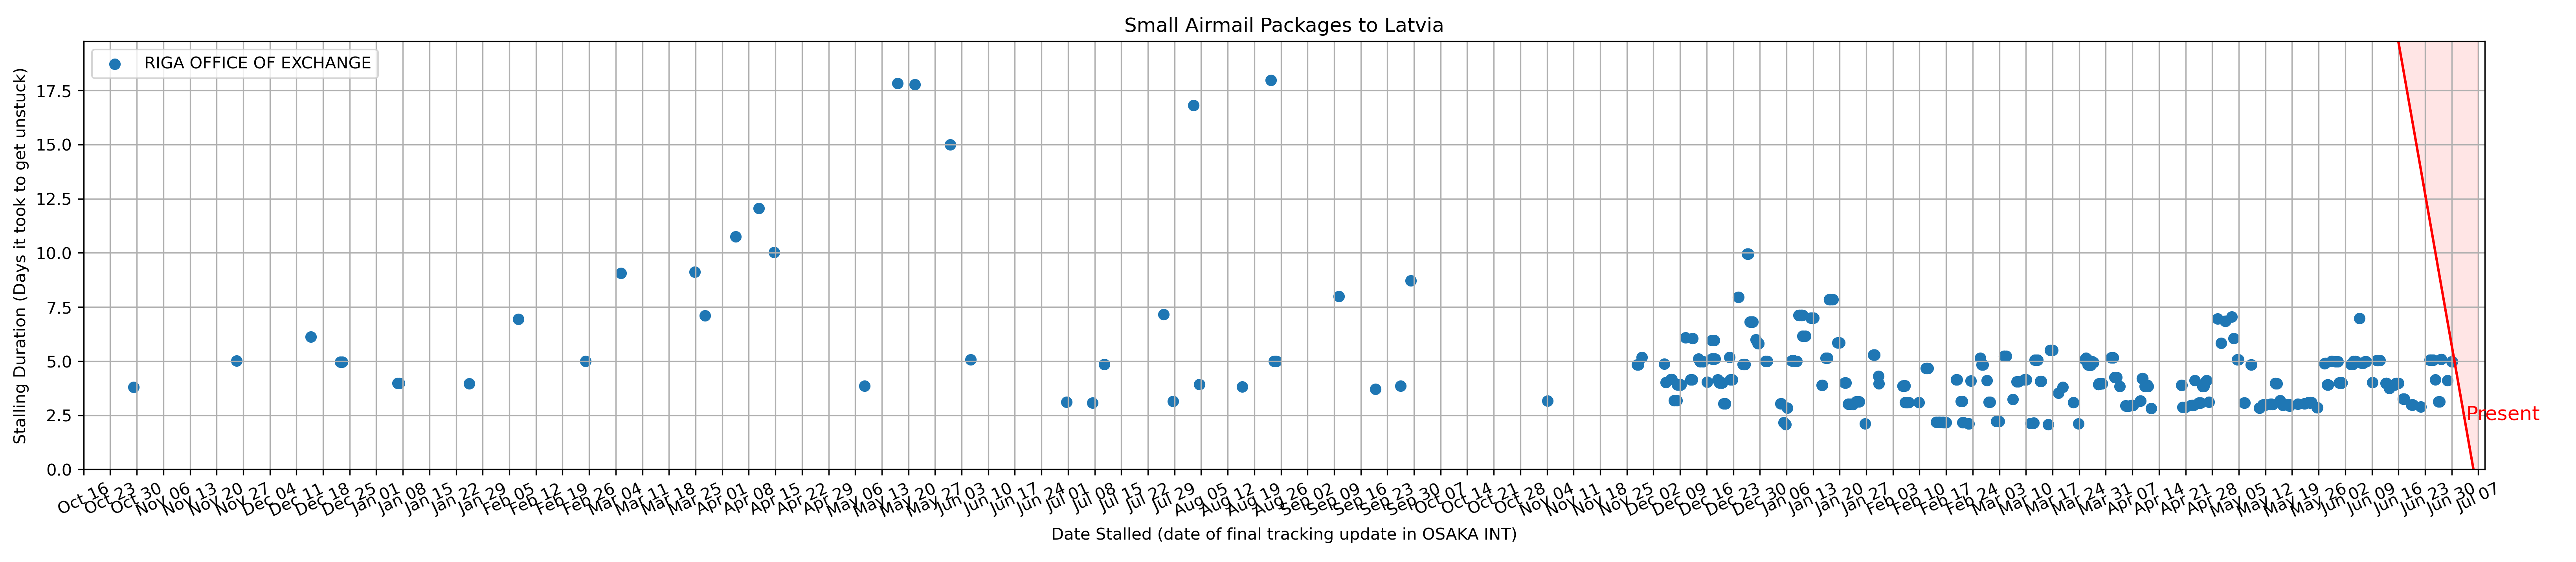 Small Airmail Packages to Latvia
RIGA OFFICE OF EXCHANGE
Stalling Duration (Days it took to get unstuck)
17.5
15.0
12.5
10.0
7.5
5.0
2.5
0.0
Present
Oct 16
Oct 23
Oct 30
Nov 06
Nov 13
Nov 20
Nov 27
Dec 04
Dec 11
Dec 18
Dec 25
Jan 01
Jan 08
Jan 15
Jan 22
Jan 29
Feb 05
Feb 12
Feb 19
Feb 26
Mar 04
Mar 11
Mar 18
Mar 25
Apr 01
Apr 08
Apr 15
Apr 22
Apr 29
May 06
May 13
May 20
May 27
Jun 03
Jun 10
Jun 17
Jun 24
Jul 01
Jul 08
Jul 15
Jul 22
Jul 29
Aug 05
Aug 12
Aug 19
Aug 26
Sep 02
Sep 09
Sep 16
Sep 23
Sep 30
Oct 07
Oct 14
Oct 21
Oct 28
Nov 04
Nov 11
Nov 18
Nov 25
Dec 02
Dec 09
Dec 16
Dec 23
Dec 30
Jan 06
Jan 13
Jan 20
Jan 27
Feb 03
Feb 10
Feb 17
Feb 24
Mar 03
Mar 10
Mar 17
Mar 24
Mar 31
Apr 07
Apr 14
Apr 21
Apr 28
May 05
May 12
May 19
May 26
Jun 02
Jun 09
Jun 16
Jun 23
Jun 30
Jul 07
Date Stalled (date of final tracking update in OSAKA INT)